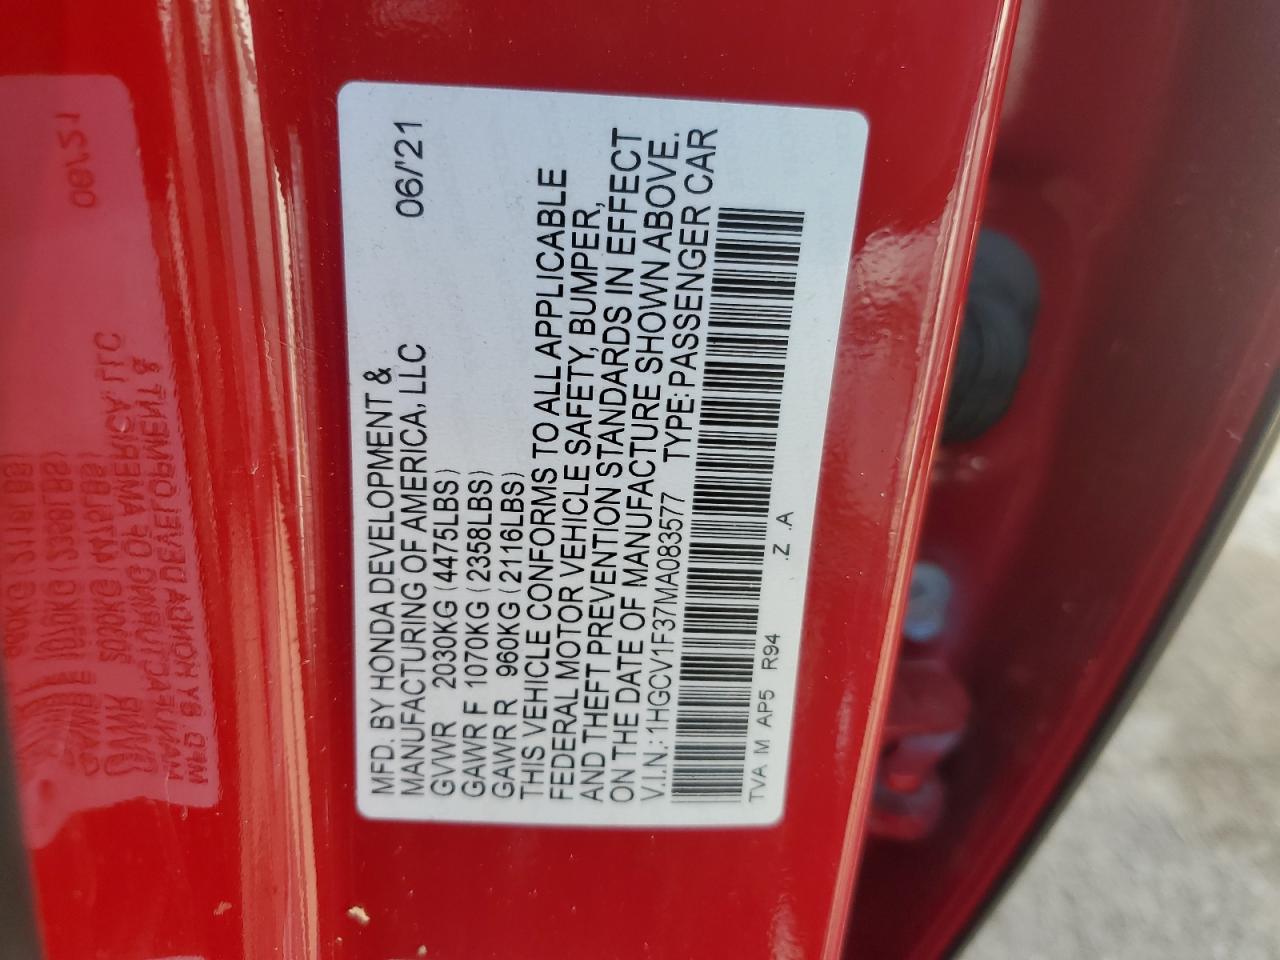 MFD. BY HONDA DEVELOPMENT &
MANUFACTURING OF AMERICA, LLC 06/'21
GVWR 2030KG (4475LBS)
GAWR F 1070KG (2358LBS)
GAWR R 960KG (2116LBS)
THIS VEHICLE CONFORMS TO ALL APPLICABLE
FEDERAL MOTOR VEHICLE SAFETY, BUMPER,
AND THEFT PREVENTION STANDARDS IN EFFECT
ON THE DATE OF MANUFACTURE SHOWN ABOVE.
V.I.N.: 1HGCV1F37MA083577 TYPE: PASSENGER CAR
TVA M AP5 R94 .Z .A